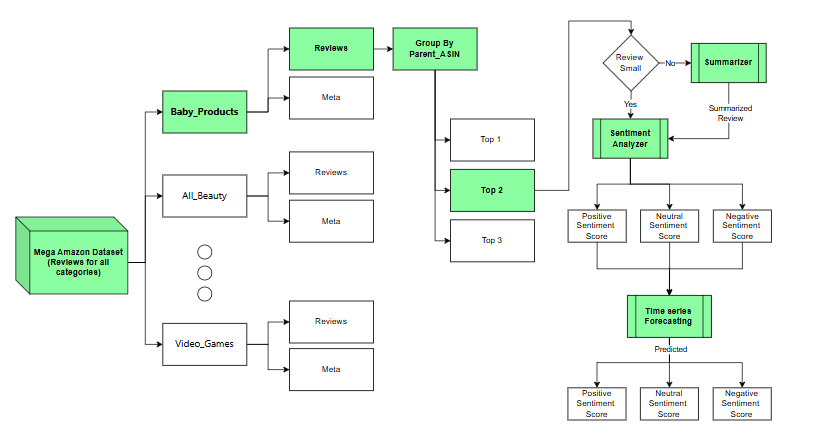 Mega Amazon Dataset
(Reviews for all
categories)
Baby_Products
All_Beauty
Video_Games
Reviews
Meta
Reviews
Meta
Reviews
Meta
Group By
Parent_ASIN
Top 1
Top 2
Top 3
Review
Small
No
Summarizer
Yes
Summarized
Review
Sentiment
Analyzer
Positive
Sentiment
Score
Neutral
Sentiment
Score
Negative
Sentiment
Score
Time series
Forecasting
Predicted
Positive
Sentiment
Score
Neutral
Sentiment
Score
Negative
Sentiment
Score